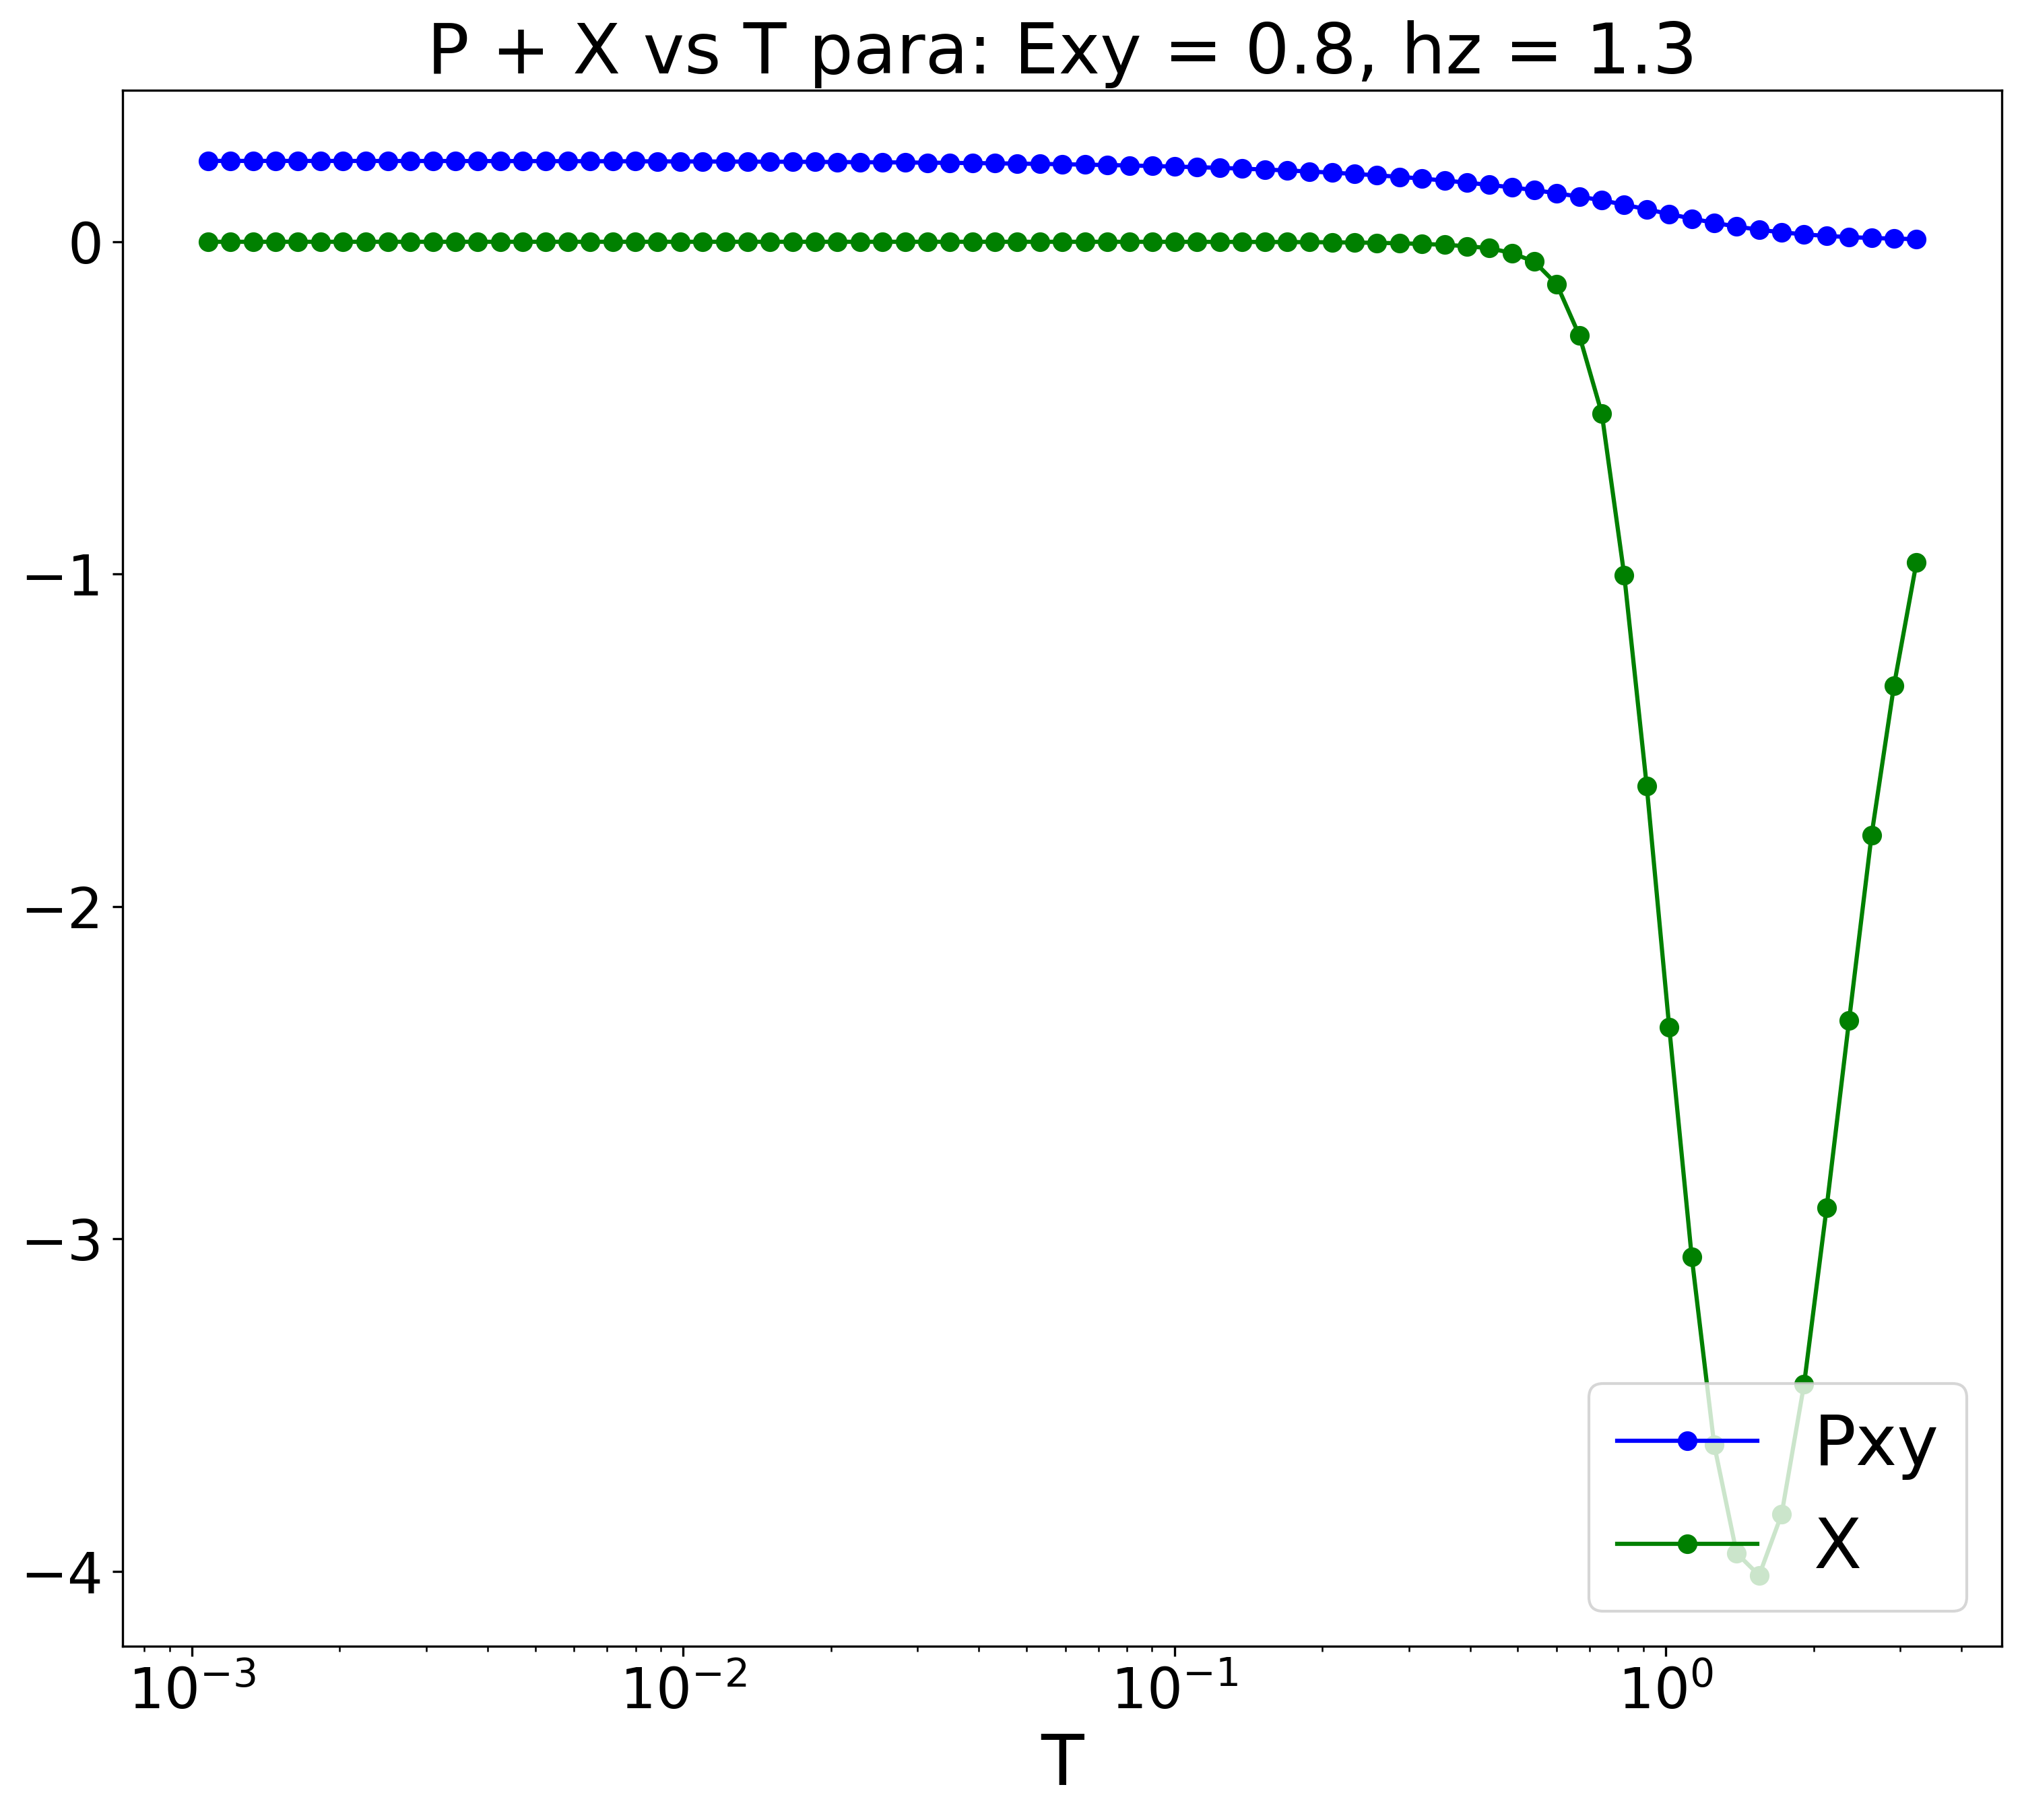 P + X vs T para: Exy = 0.8, hz = 1.3
0
−1
−2
−3
−4
Pxy
X
10⁻³ 10⁻² 10⁻¹ 10⁰
T